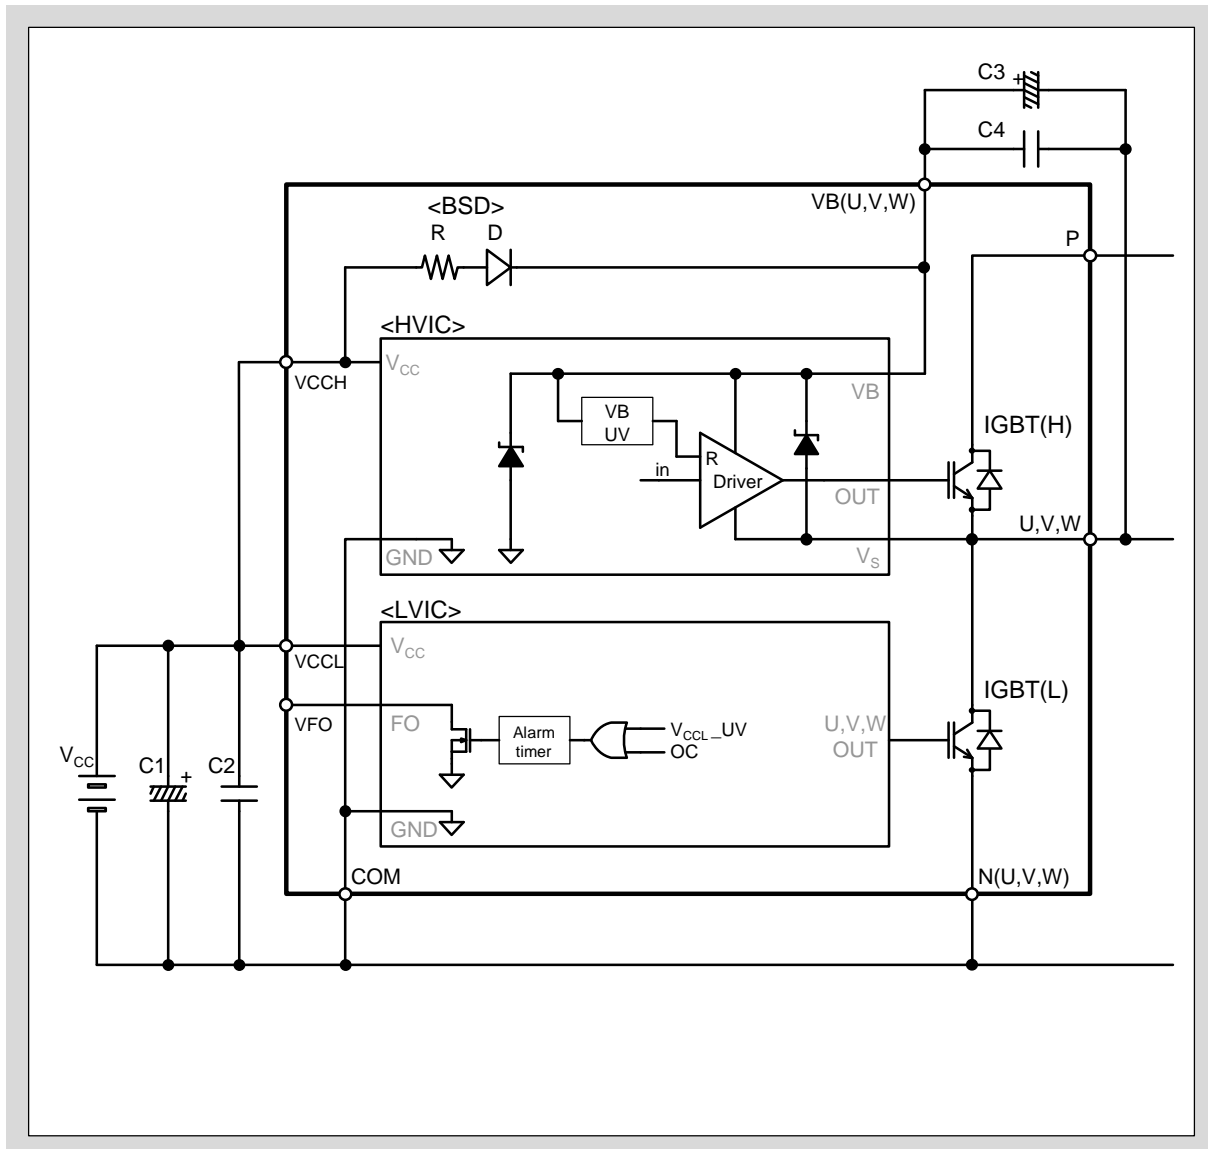 C3
+
C4
VB(U,V,W)
<BSD>
R D
P
<HVIC>
VCC
VCCH
VB
VB
UV
IGBT(H)
R
in
Driver
OUT
U,V,W
GND
VS
<LVIC>
VCC
VCCL
IGBT(L)
VFO
FO
Alarm
timer
VCCL_UV
OC
U,V,W
OUT
VCC
C1
+
C2
GND
COM
N(U,V,W)